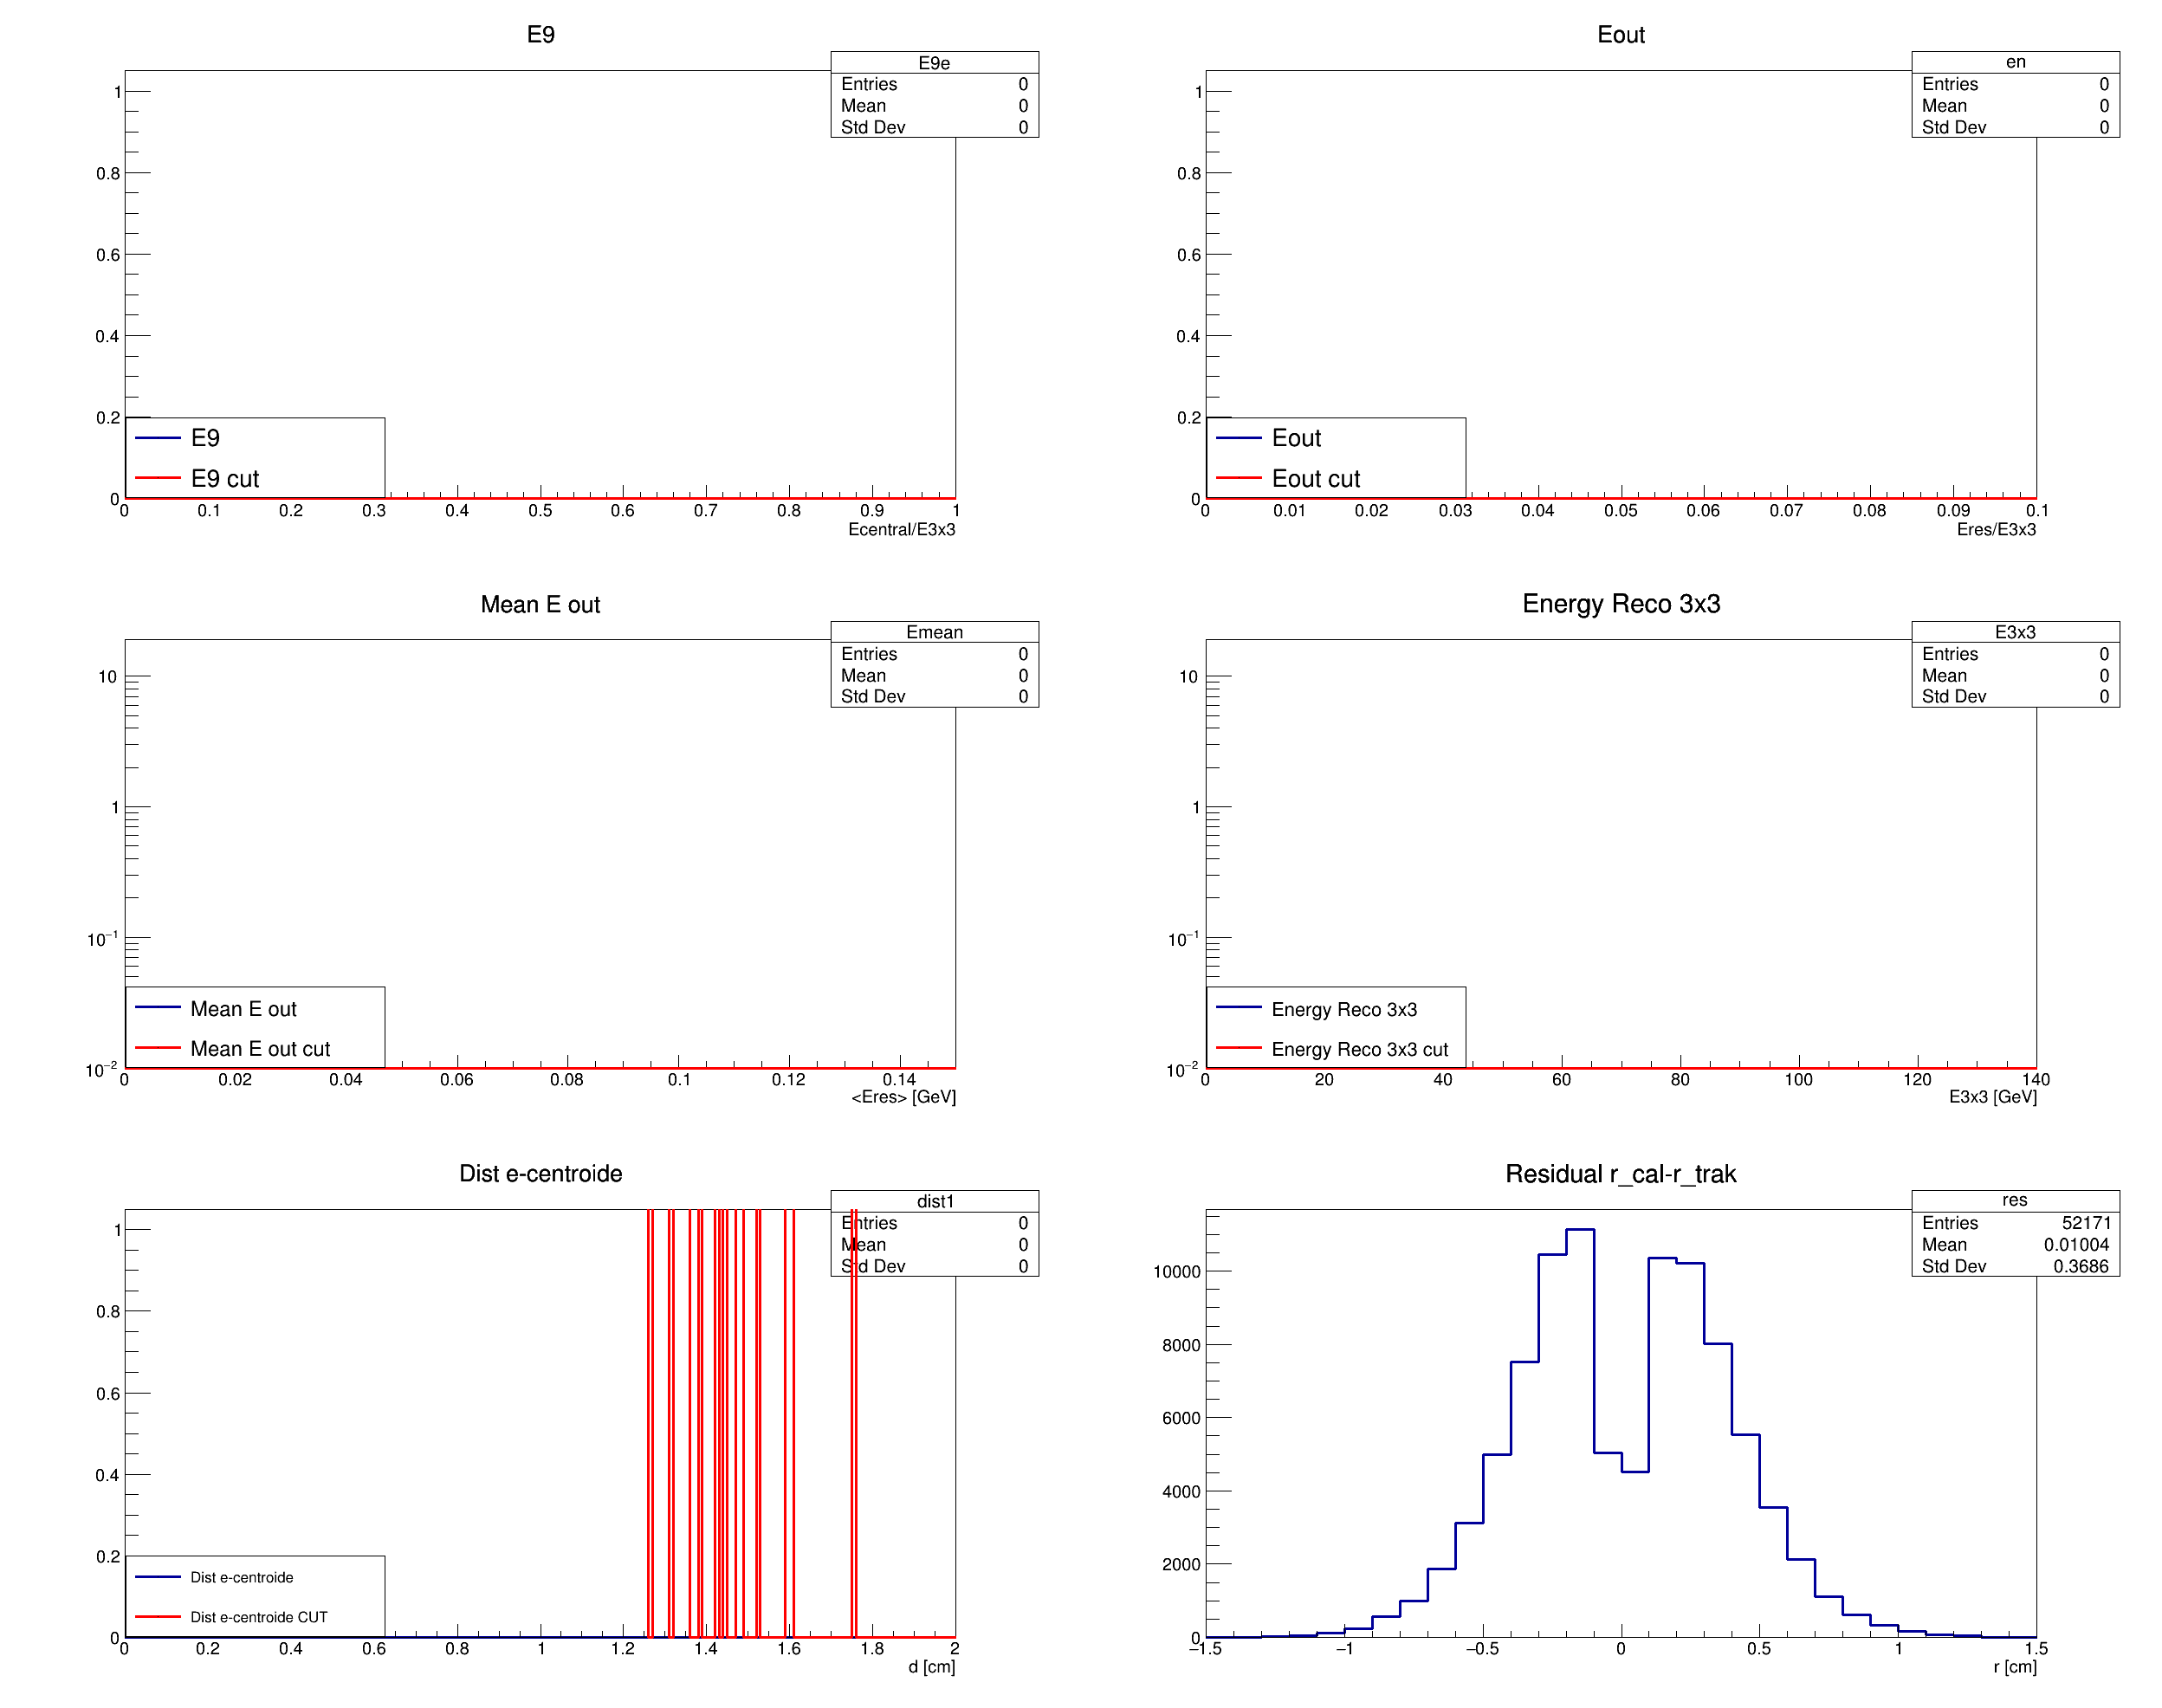 E9
E9e
Entries 0
Mean 0
Std Dev 0
1
0.8
0.6
0.4
0.2
0
E9
E9 cut
0 0.1 0.2 0.3 0.4 0.5 0.6 0.7 0.8 0.9 1
Ecentral/E3x3
Eout
en
Entries 0
Mean 0
Std Dev 0
1
0.8
0.6
0.4
0.2
0
Eout
Eout cut
0 0.01 0.02 0.03 0.04 0.05 0.06 0.07 0.08 0.09 0.1
Eres/E3x3
Mean E out
Emean
Entries 0
Mean 0
Std Dev 0
10
1
10⁻¹
10⁻²
Mean E out
Mean E out cut
0 0.02 0.04 0.06 0.08 0.1 0.12 0.14
<Eres> [GeV]
Energy Reco 3x3
E3x3
Entries 0
Mean 0
Std Dev 0
10
1
10⁻¹
10⁻²
Energy Reco 3x3
Energy Reco 3x3 cut
0 20 40 60 80 100 120 140
E3x3 [GeV]
Dist e-centroide
dist1
Entries 0
Mean 0
Std Dev 0
1
0.8
0.6
0.4
0.2
0
Dist e-centroide
Dist e-centroide CUT
0 0.2 0.4 0.6 0.8 1 1.2 1.4 1.6 1.8 2
d [cm]
Residual r_cal-r_trak
res
Entries 52171
Mean 0.01004
Std Dev 0.3686
10000
8000
6000
4000
2000
0
−1.5 −1 −0.5 0 0.5 1 1.5
r [cm]